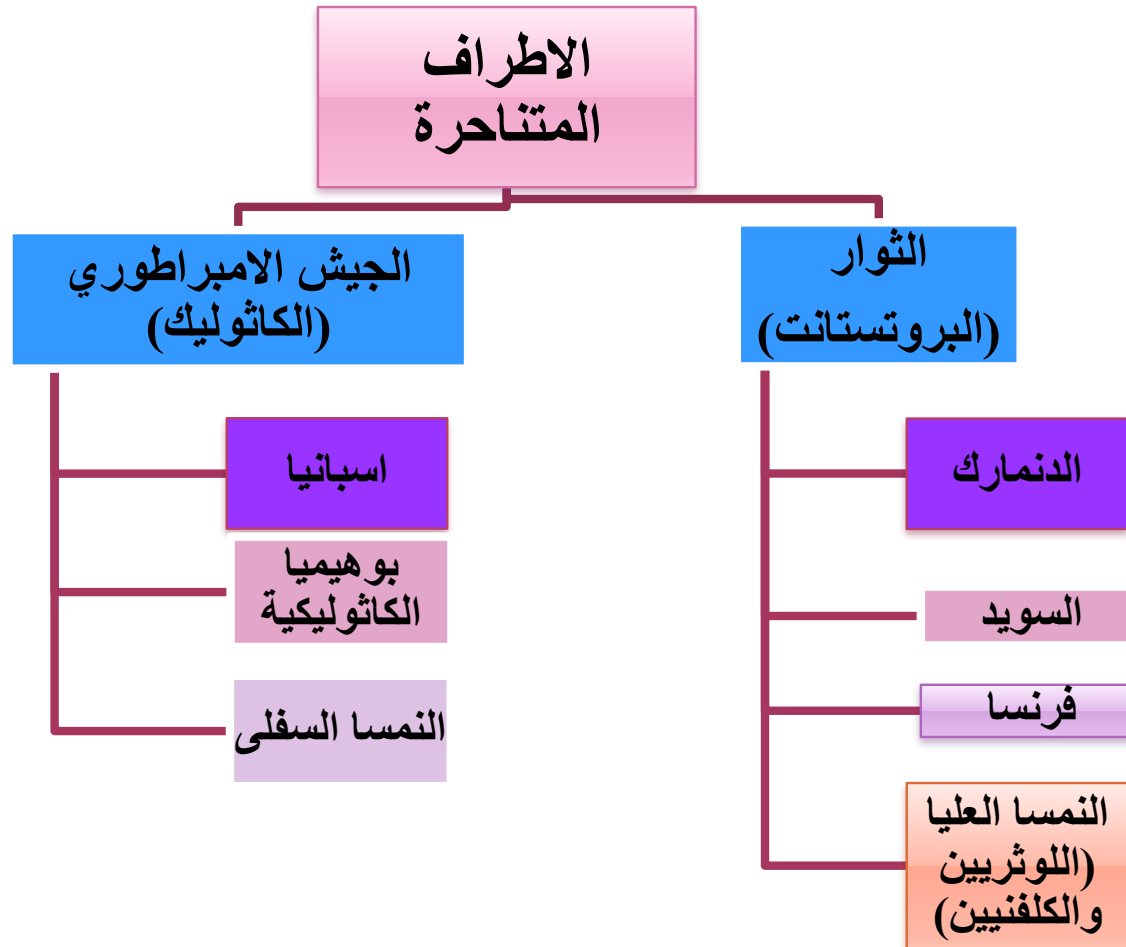 الاطراف
المتناحرة
الثوار
(البروتستانت)
الدنمارك
السويد
فرنسا
النمسا العليا
(اللوثريين
والكلفنيين)
الجيش الامبراطوري
(الكاثوليك)
اسبانيا
بوهيميا
الكاثوليكية
النمسا السفلى